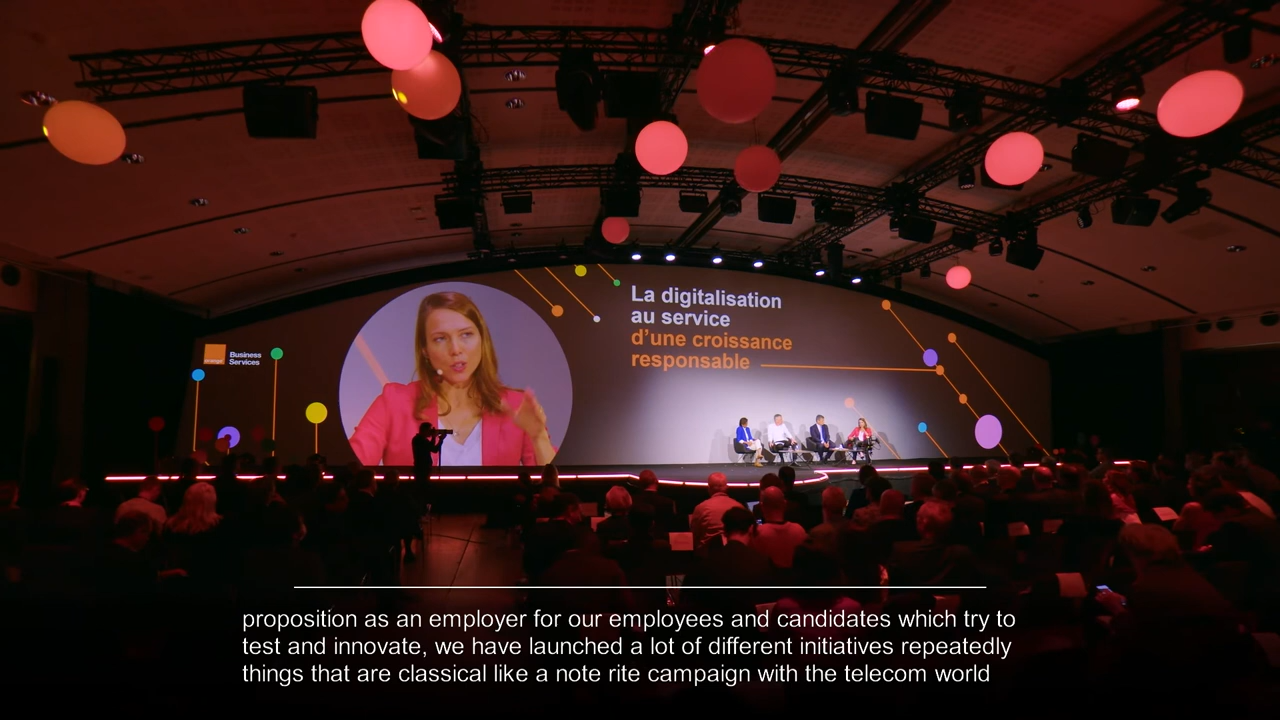 La digitalisation
au service
d'une croissance
responsable
orange
Business
Services
proposition as an employer for our employees and candidates which try to
test and innovate, we have launched a lot of different initiatives repeatedly
things that are classical like a note rite campaign with the telecom world